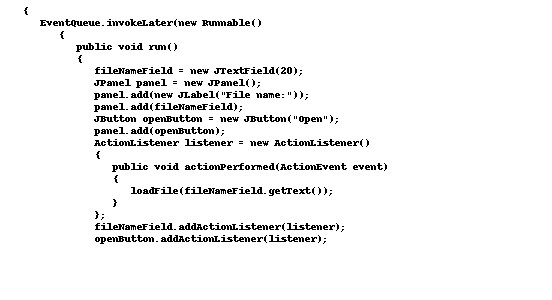 {
EventQueue.invokeLater(new Runnable()
{
public void run()
{
fileNameField = new JTextField(20);
JPanel panel = new JPanel();
panel.add(new JLabel("File name:"));
panel.add(fileNameField);
JButton openButton = new JButton("Open");
panel.add(openButton);
ActionListener listener = new ActionListener()
{
public void actionPerformed(ActionEvent event)
{
loadFile(fileNameField.getText());
}
};
fileNameField.addActionListener(listener);
openButton.addActionListener(listener);